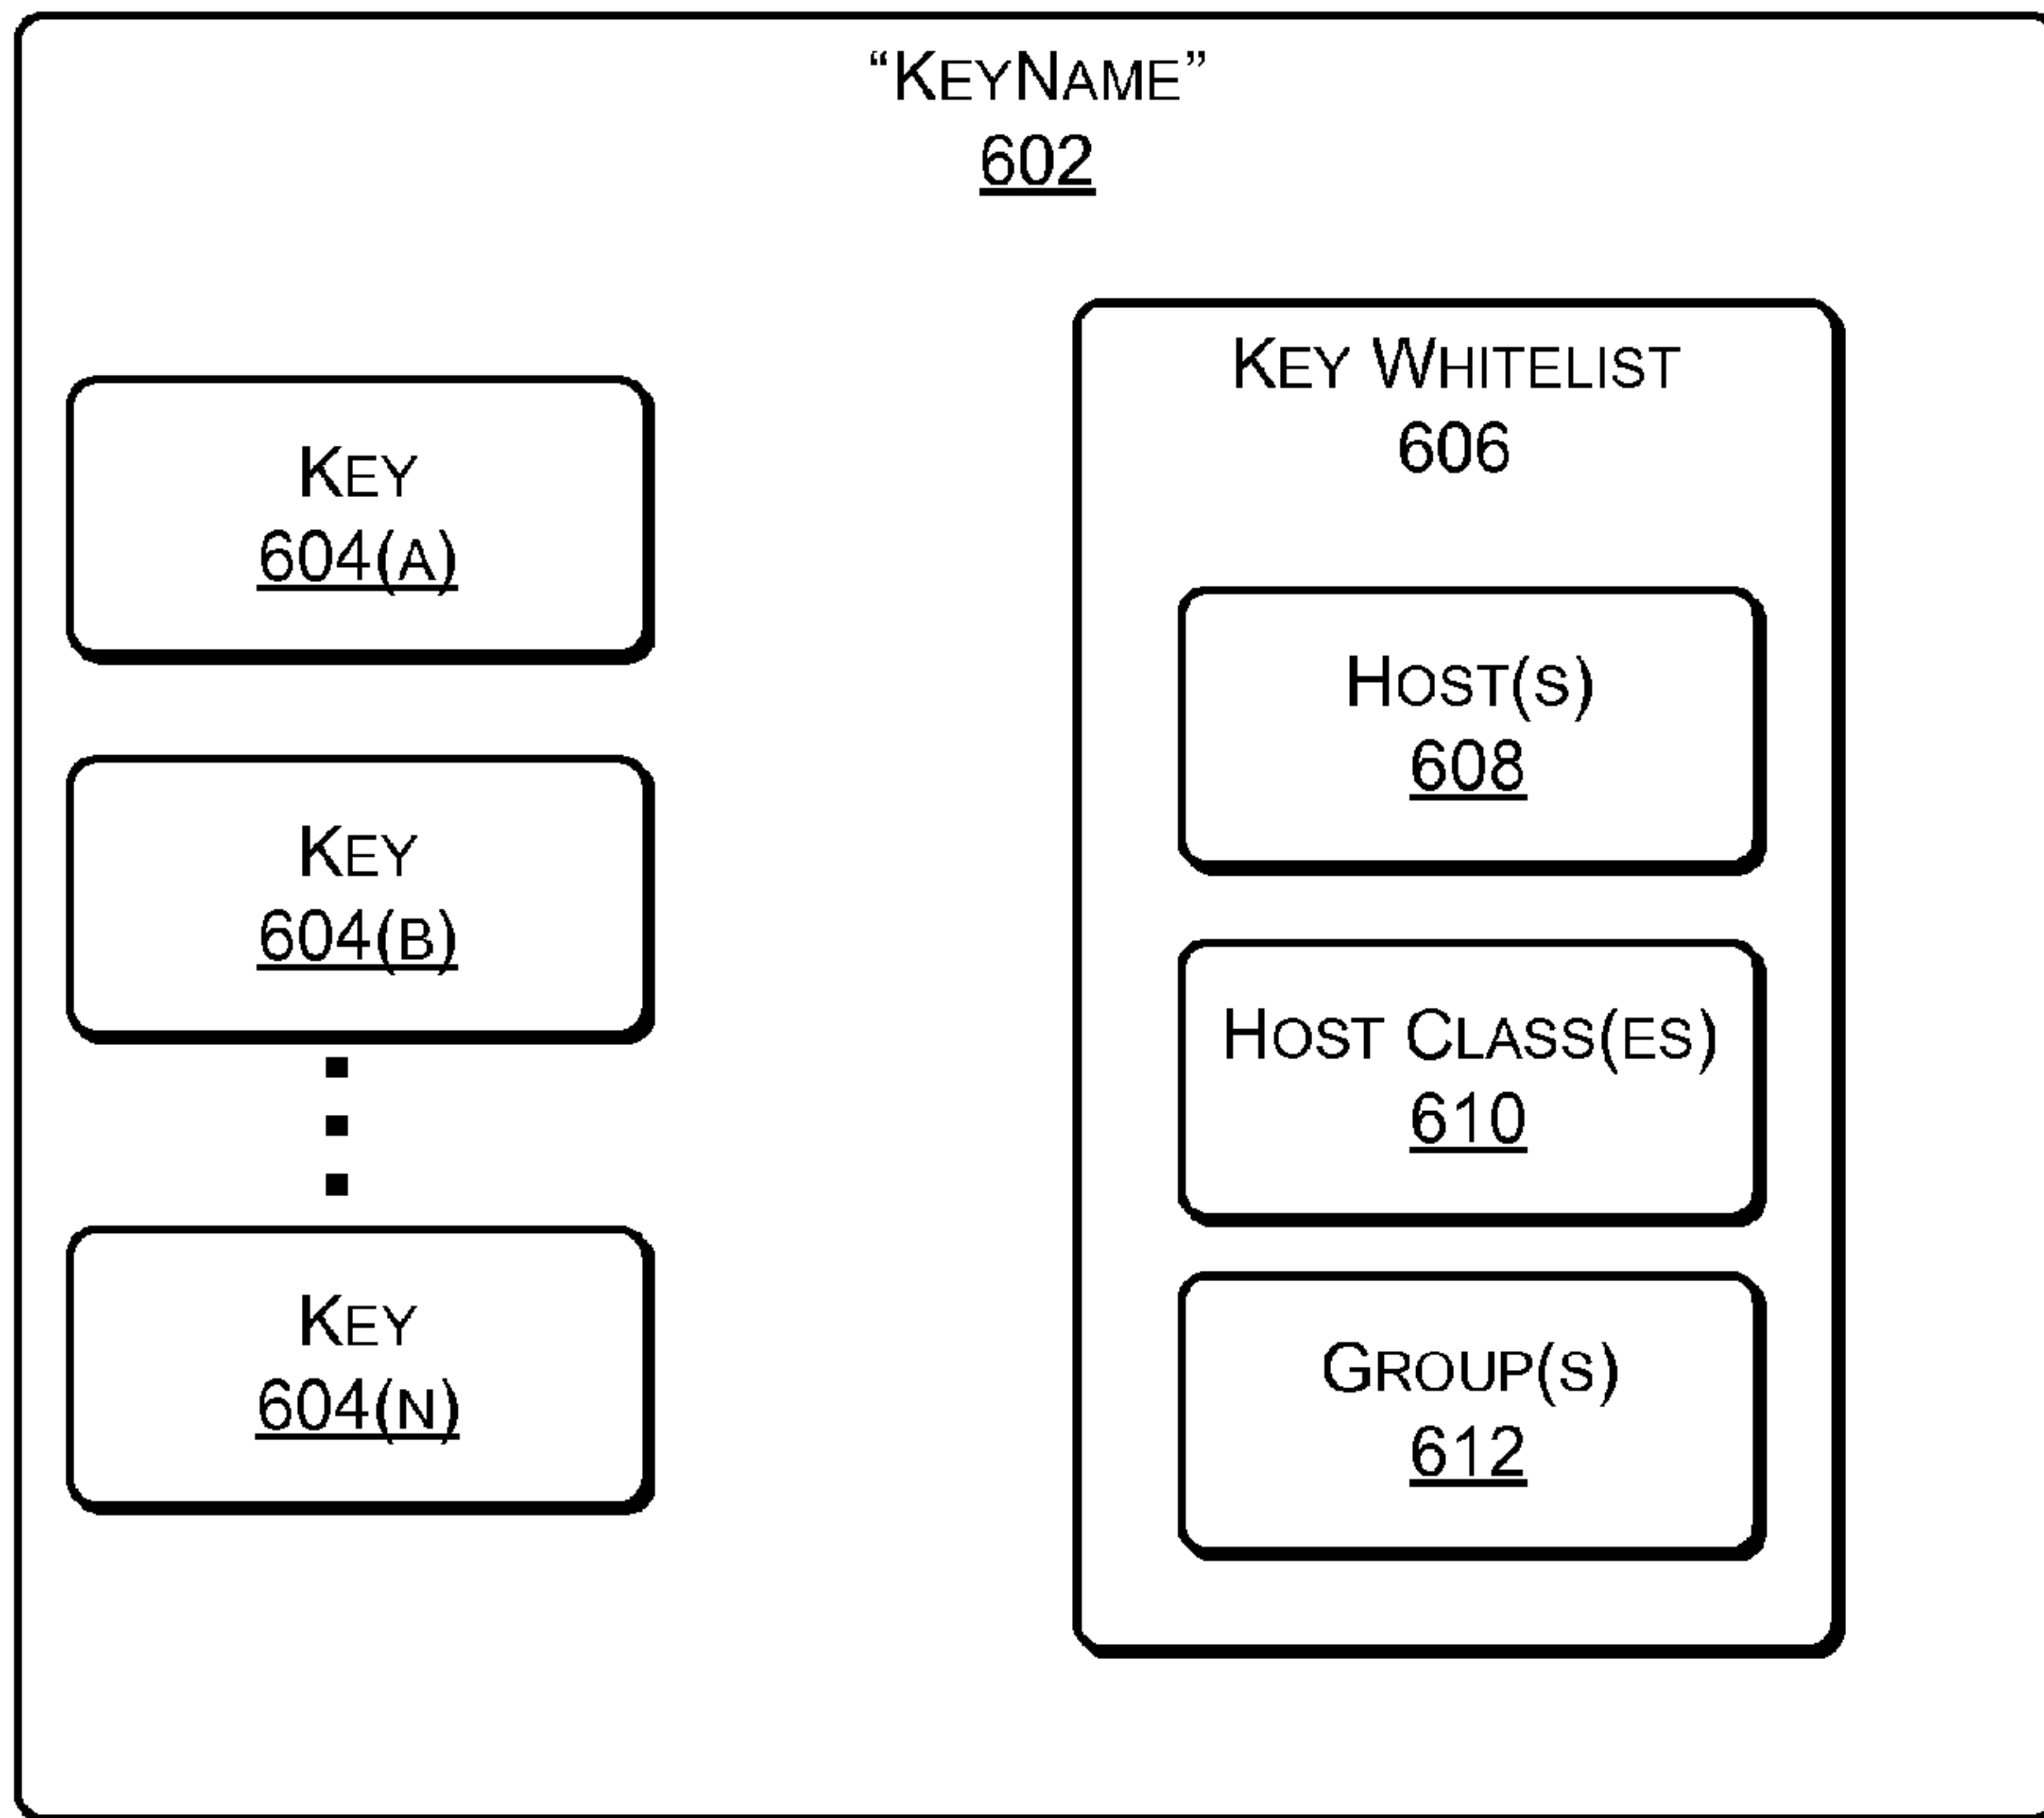 “KEYNAME”
602
KEY
604(A)
KEY
604(B)
KEY
604(N)
KEY WHITELIST
606
HOST(S)
608
HOST CLASS(ES)
610
GROUP(S)
612